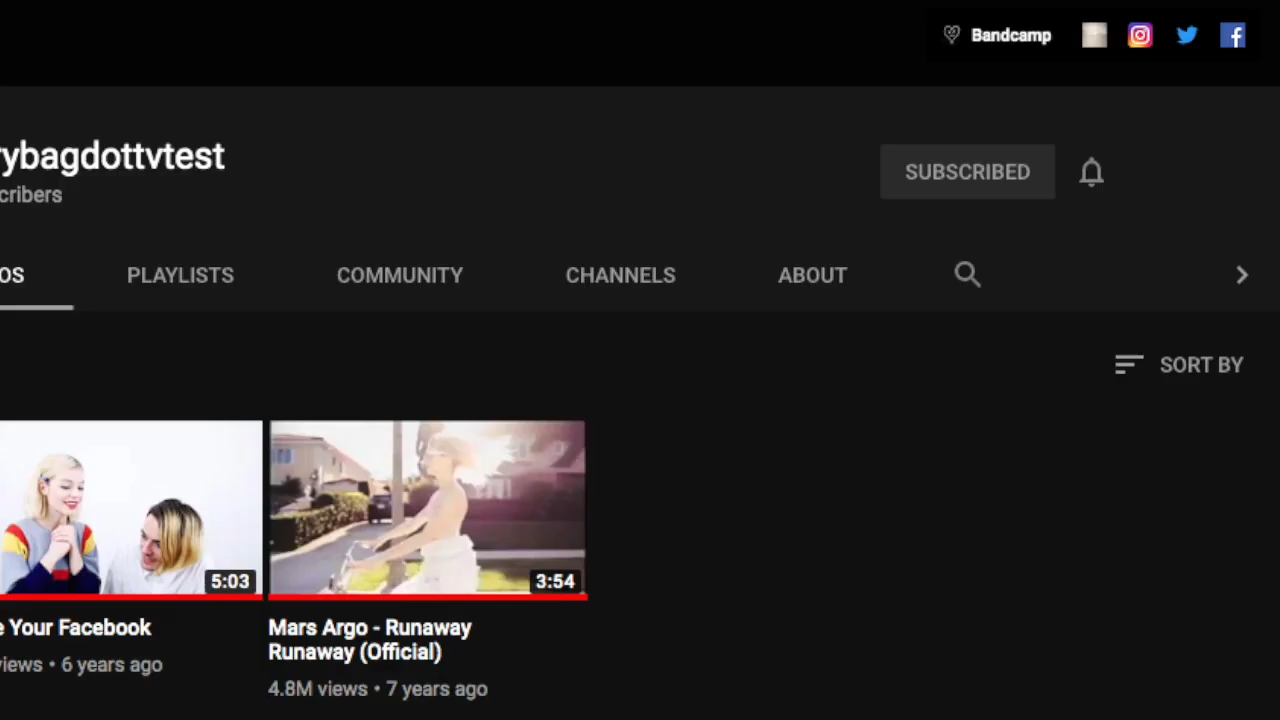 Bandcamp
ybagdottvtest
cribers
SUBSCRIBED
OS
PLAYLISTS
COMMUNITY
CHANNELS
ABOUT
SORT BY
5:03
3:54
e Your Facebook
iews • 6 years ago
Mars Argo - Runaway
Runaway (Official)
4.8M views • 7 years ago